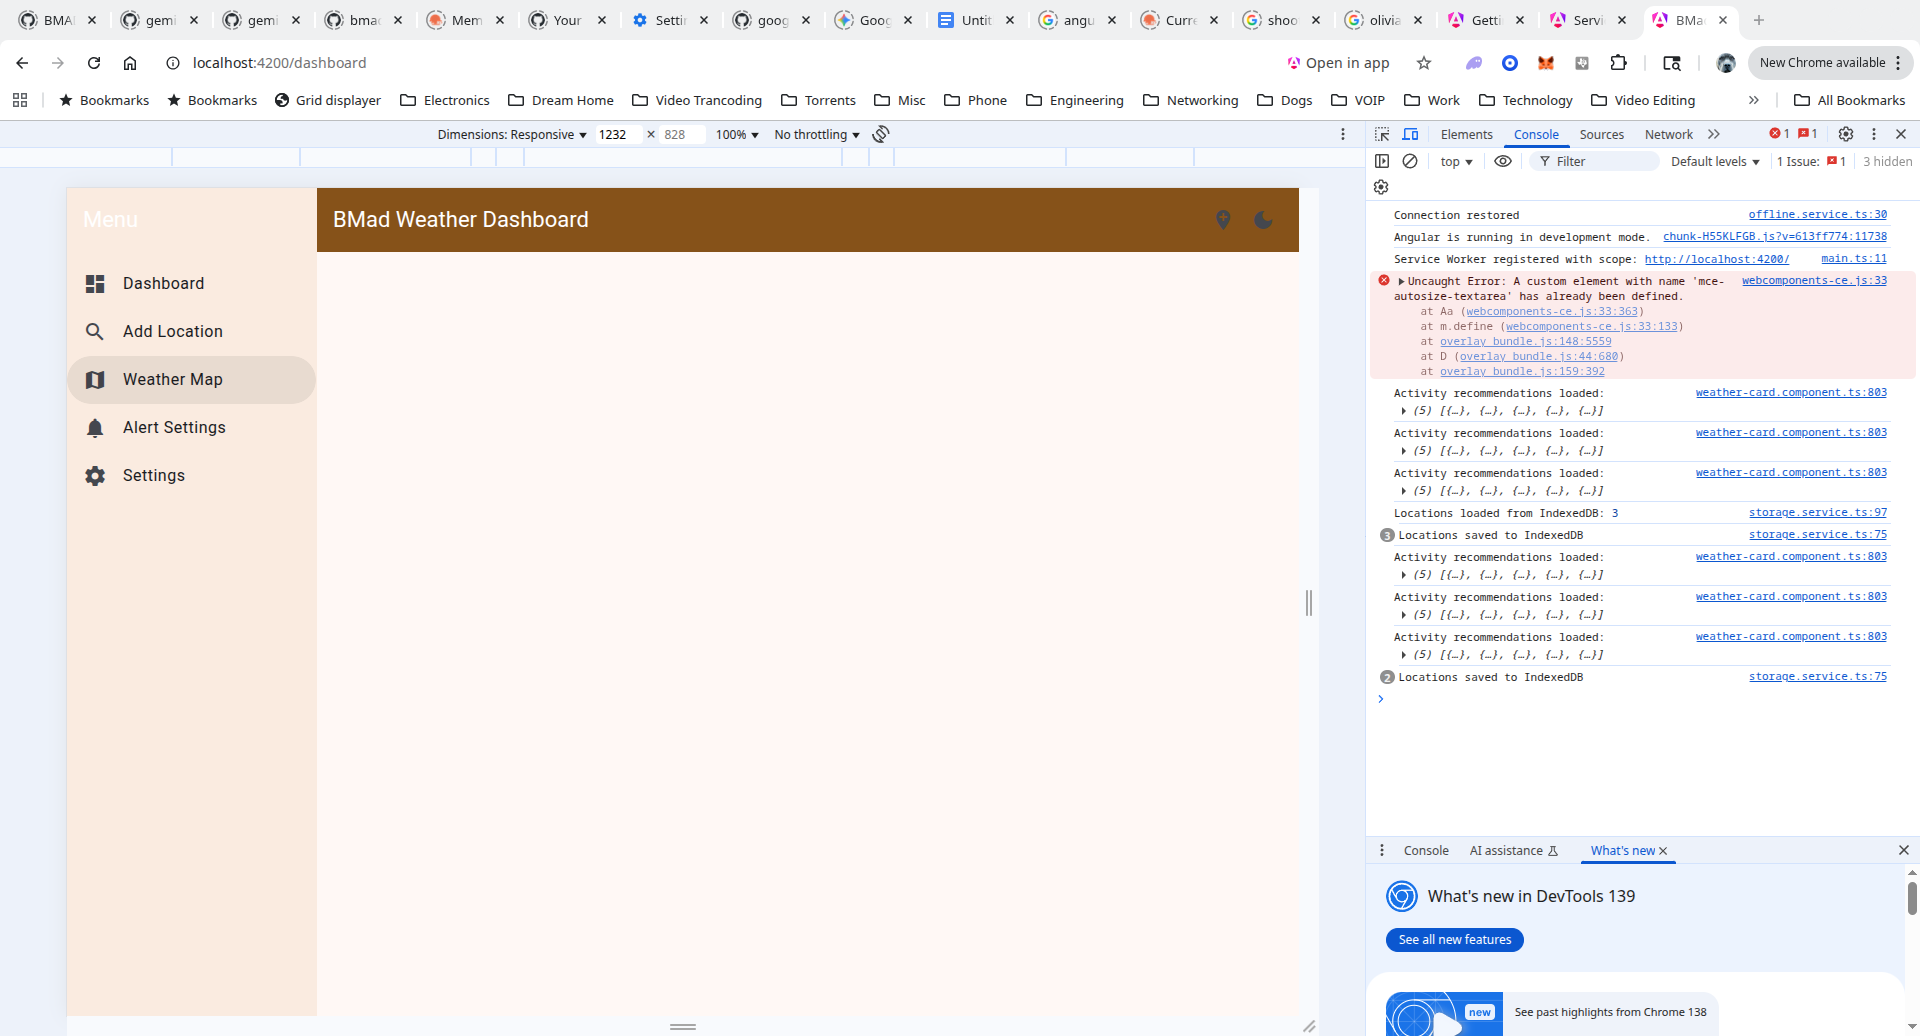 BMA
gemi
gemi
bmac
Mem
Your
Settin
goog
Goog
Untit
angu
Curre
shoo
olivia
Getti
Servi
BMa
localhost:4200/dashboard
Open in app
New Chrome available
Bookmarks
Bookmarks
Grid displayer
Electronics
Dream Home
Video Trancoding
Torrents
Misc
Phone
Engineering
Networking
Dogs
VOIP
Work
Technology
Video Editing
All Bookmarks
Dimensions: Responsive
1232 × 828
100%
No throttling
Elements
Console
Sources
Network
1
1
top
Filter
Default levels
1 Issue: 1
3 hidden
Menu
Dashboard
Add Location
Weather Map
Alert Settings
Settings
BMad Weather Dashboard
Connection restored offline.service.ts:30
Angular is running in development mode. chunk-H55KLFGB.js?v=613ff774:11738
Service Worker registered with scope: http://localhost:4200/ main.ts:11
Uncaught Error: A custom element with name 'mce- webcomponents-ce.js:33
autosize-textarea' has already been defined.
at Aa (webcomponents-ce.js:33:363)
at m.define (webcomponents-ce.js:33:133)
at overlay_bundle.js:148:5559
at D (overlay_bundle.js:44:680)
at overlay_bundle.js:159:392
Activity recommendations loaded: weather-card.component.ts:803
(5) [{…}, {…}, {…}, {…}, {…}]
Activity recommendations loaded: weather-card.component.ts:803
(5) [{…}, {…}, {…}, {…}, {…}]
Activity recommendations loaded: weather-card.component.ts:803
(5) [{…}, {…}, {…}, {…}, {…}]
Locations loaded from IndexedDB: 3 storage.service.ts:97
3 Locations saved to IndexedDB storage.service.ts:75
Activity recommendations loaded: weather-card.component.ts:803
(5) [{…}, {…}, {…}, {…}, {…}]
Activity recommendations loaded: weather-card.component.ts:803
(5) [{…}, {…}, {…}, {…}, {…}]
Activity recommendations loaded: weather-card.component.ts:803
(5) [{…}, {…}, {…}, {…}, {…}]
2 Locations saved to IndexedDB storage.service.ts:75
Console
AI assistance
What's new
What's new in DevTools 139
See all new features
new
See past highlights from Chrome 138